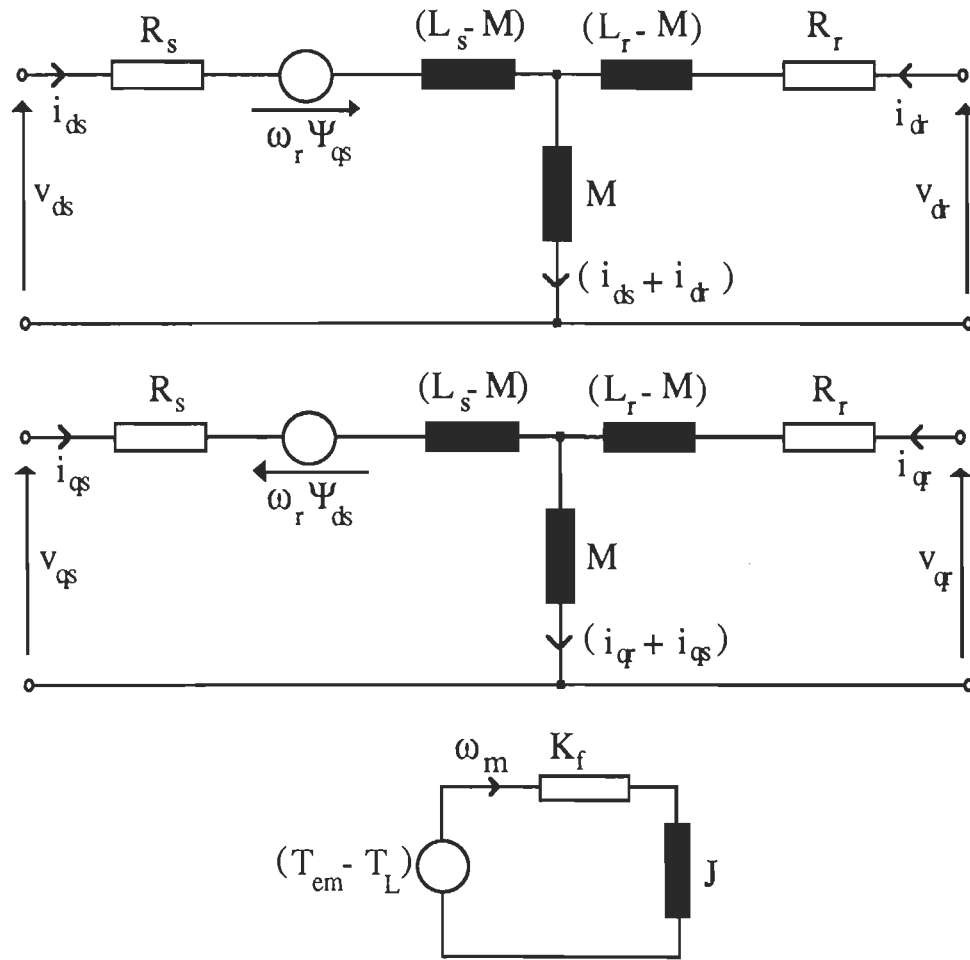 R_s (L_s - M) (L_r - M) R_r
i_ds ω_r Ψ_qs i_dr
v_ds M v_dr
(i_ds + i_dr)
R_s (L_s - M) (L_r - M) R_r
i_qs ω_r Ψ_ds i_qr
v_qs M v_qr
(i_qr + i_qs)
ω_m K_f
(T_em - T_L) J